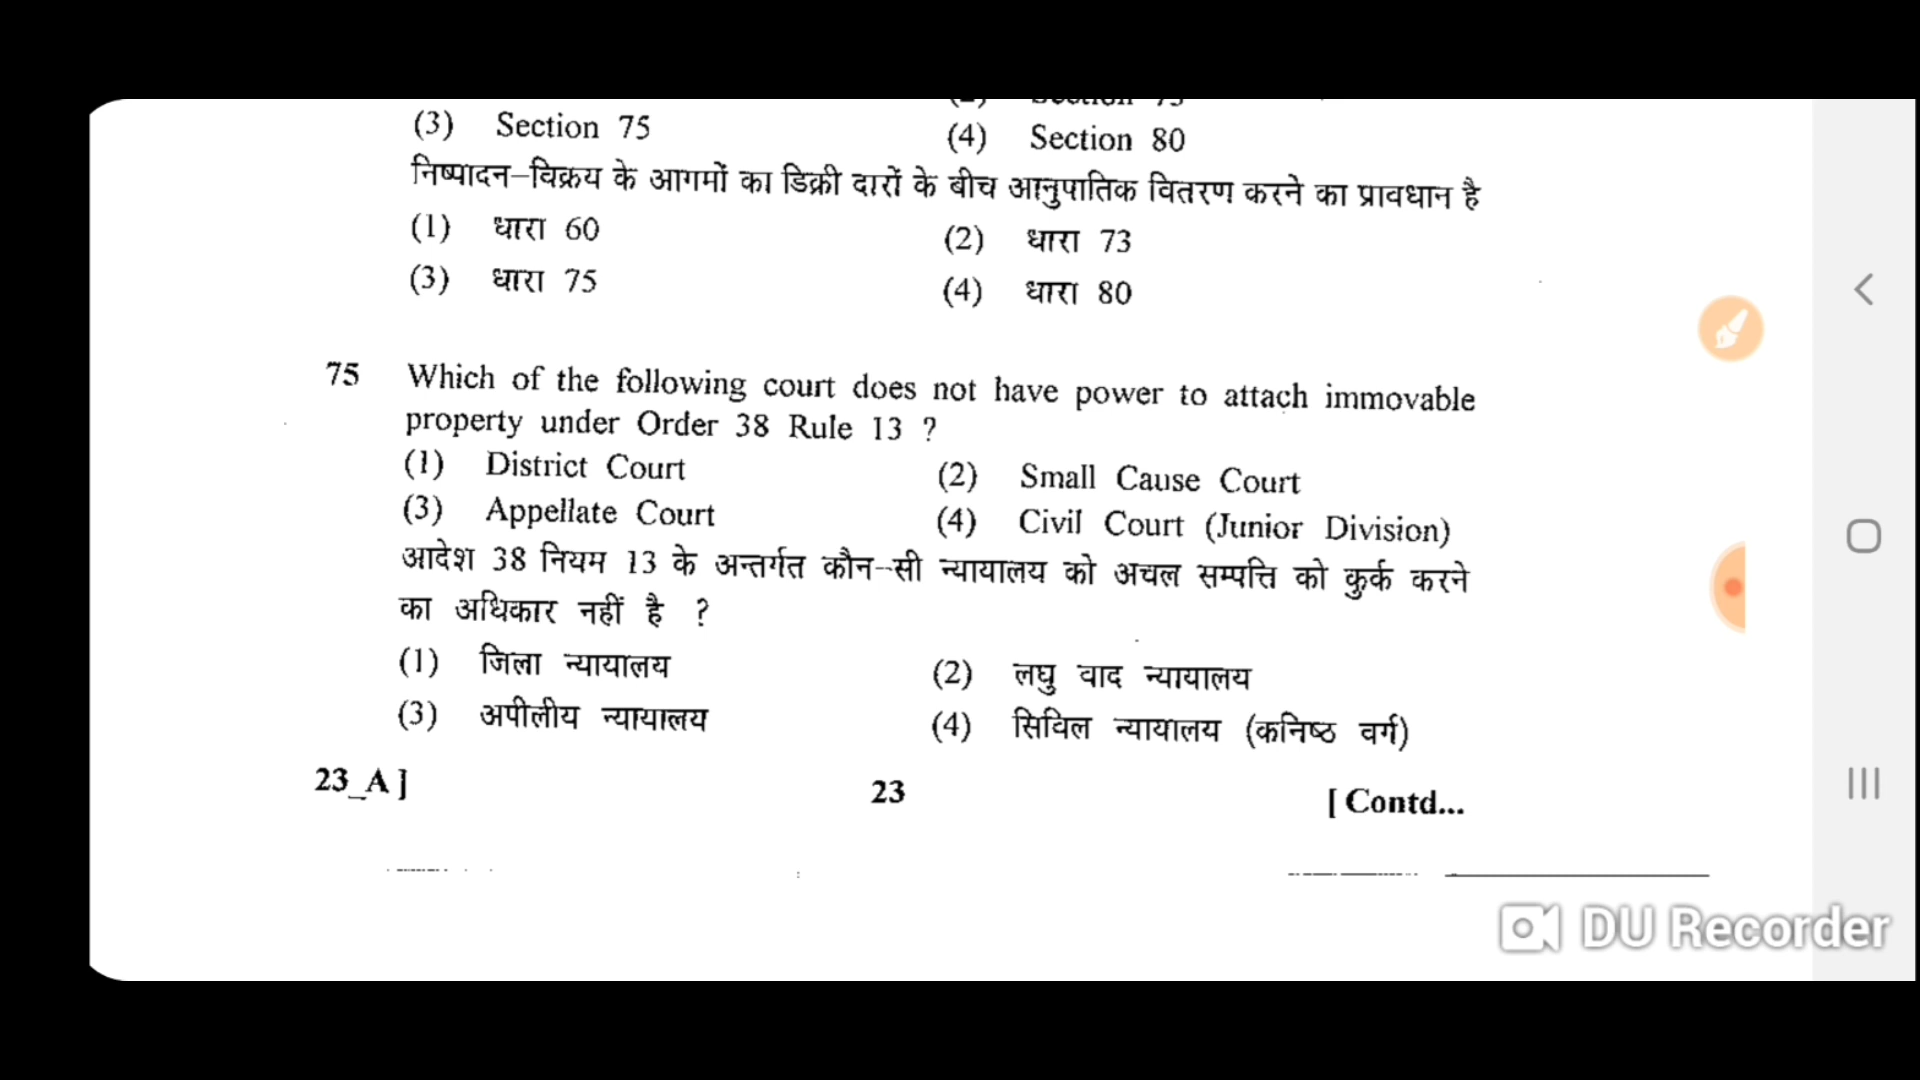 (3) Section 75 (4) Section 80
निष्पादन-विक्रय के आगमों का डिक्री दारों के बीच आनुपातिक वितरण करने का प्रावधान है
(1) धारा 60 (2) धारा 73
(3) धारा 75 (4) धारा 80
75 Which of the following court does not have power to attach immovable
property under Order 38 Rule 13 ?
(1) District Court (2) Small Cause Court
(3) Appellate Court (4) Civil Court (Junior Division)
आदेश 38 नियम 13 के अन्तर्गत कौन-सी न्यायालय को अचल सम्पत्ति को कुर्क करने
का अधिकार नहीं है ?
(1) जिला न्यायालय (2) लघु वाद न्यायालय
(3) अपीलीय न्यायालय (4) सिविल न्यायालय (कनिष्ठ वर्ग)
23_A ] 23 [ Contd...
DU Recorder